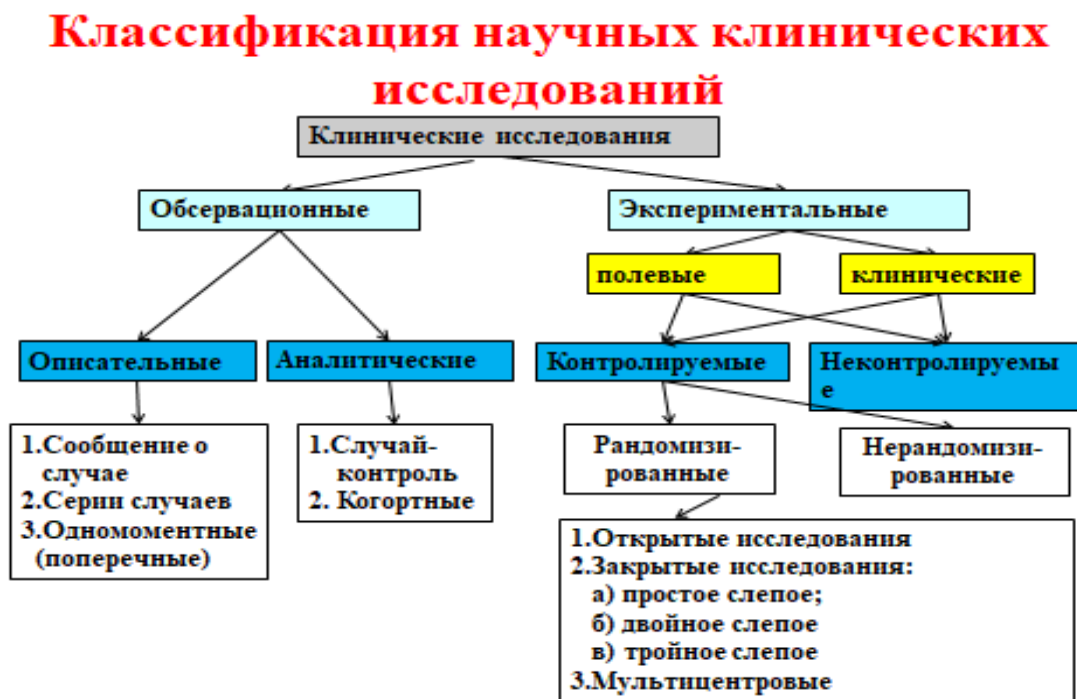 Классификация научных клинических
исследований
Клинические исследования
Обсервационные
Экспериментальные
полевые
клинические
Описательные
Аналитические
Контролируемые
Неконтролируемы
е
1.Сообщение о
случае
2.Серии случаев
3.Одномоментные
(поперечные)
1.Случай-
контроль
2. Когортные
Рандомизи-
рованные
Нерандомизи-
рованные
1.Открытые исследования
2.Закрытые исследования:
а) простое слепое;
б) двойное слепое
в) тройное слепое
3.Мультицентровые